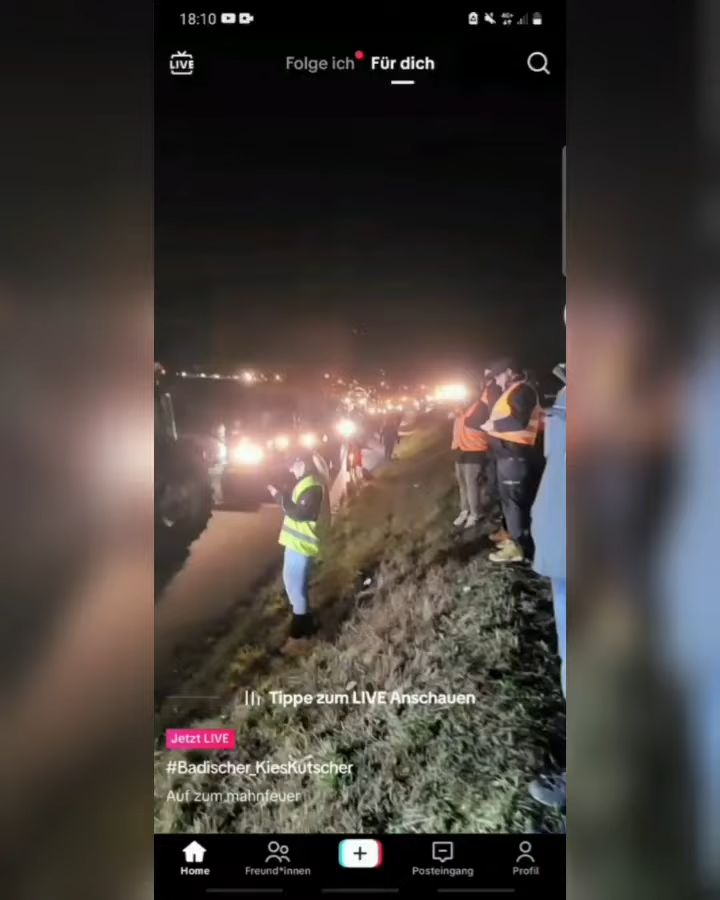 18:10
LIVE
Folge ich Für dich
Tippe zum LIVE Anschauen
Jetzt LIVE
#Badischer_KiesKutscher
Auf zum mahnfeuer
Home Freund*innen Posteingang Profil